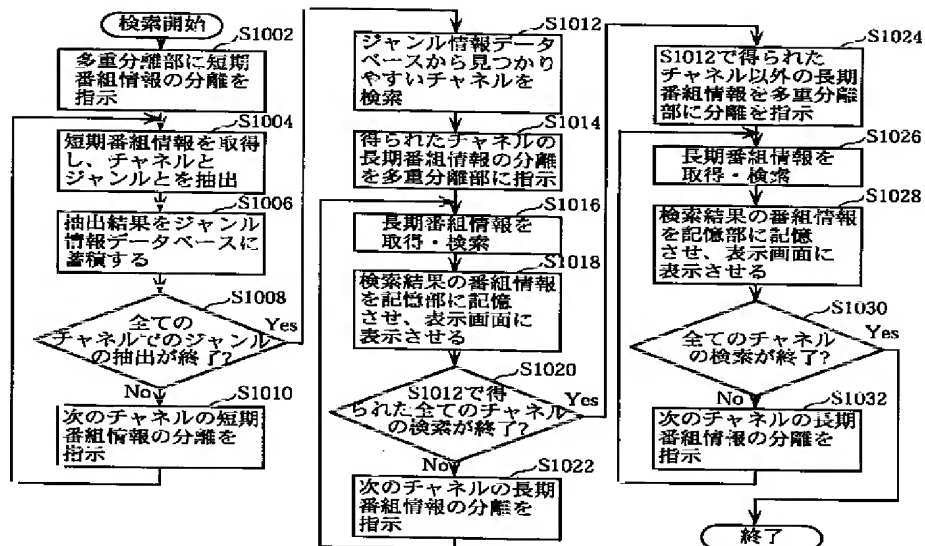 検索開始
S1002
多重分離部に短期
番組情報の分離を
指示
S1004
短期番組情報を取得
し、チャネルと
ジャンルとを抽出
S1006
抽出結果をジャンル
情報データベースに
蓄積する
S1008
全ての
チャネルでのジャンル
の抽出が終了?
Yes
No
S1010
次のチャネルの短期
番組情報の分離を
指示
S1012
ジャンル情報データ
ベースから見つかり
やすいチャネルを
検索
S1014
得られたチャネルの
長期番組情報の分離
を多重分離部に指示
S1016
長期番組情報を
取得・検索
S1018
検索結果の番組情報
を記憶部に記憶
させ、表示画面に
表示させる
S1020
S1012で得
られた全てのチャネル
の検索が終了?
Yes
No
S1022
次のチャネルの長期
番組情報の分離を
指示
S1024
S1012で得られた
チャネル以外の長期
番組情報を多重分離
部に分離を指示
S1026
長期番組情報を
取得・検索
S1028
検索結果の番組情報
を記憶部に記憶
させ、表示画面に
表示させる
S1030
全てのチャネル
の検索が終了?
Yes
No
S1032
次のチャネルの長期
番組情報の分離を
指示
終了